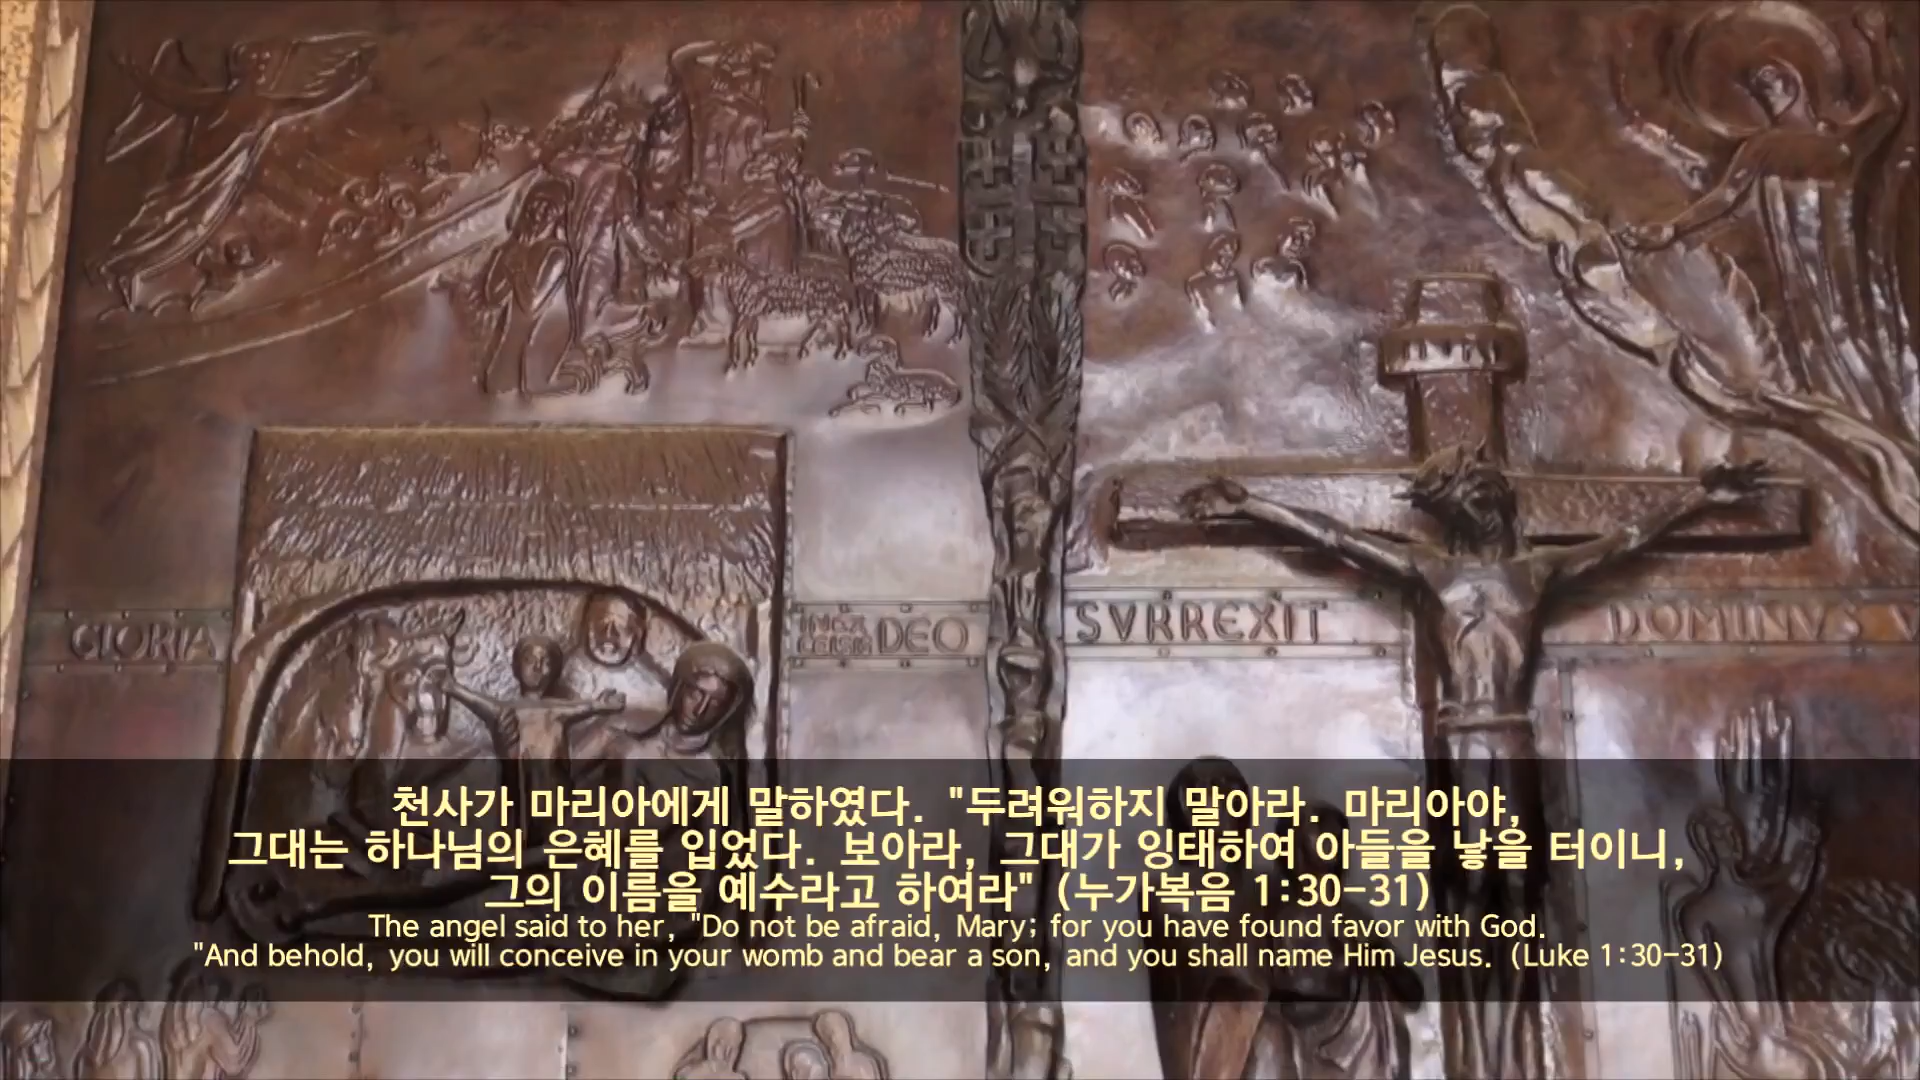 GLORIA
DEO
SVRREXIT
DOMINVS V
천사가 마리아에게 말하였다. "두려워하지 말아라. 마리아야,
그대는 하나님의 은혜를 입었다. 보아라, 그대가 잉태하여 아들을 낳을 터이니,
그의 이름을 예수라고 하여라" (누가복음 1:30-31)
The angel said to her, "Do not be afraid, Mary; for you have found favor with God.
"And behold, you will conceive in your womb and bear a son, and you shall name Him Jesus. (Luke 1:30-31)